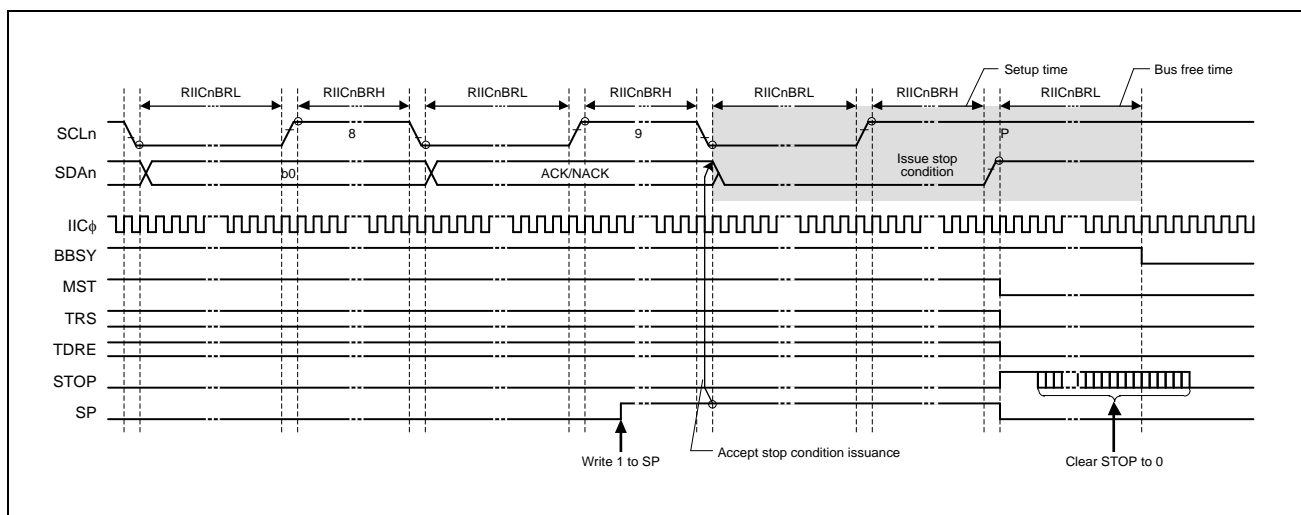 Setup time
Bus free time
RIICnBRL
RIICnBRH
RIICnBRL
RIICnBRH
RIICnBRL
RIICnBRH
RIICnBRL
SCLn
8
9
P
SDAn
b0
ACK/NACK
Issue stop
condition
IICφ
BBSY
MST
TRS
TDRE
STOP
SP
Write 1 to SP
Accept stop condition issuance
Clear STOP to 0